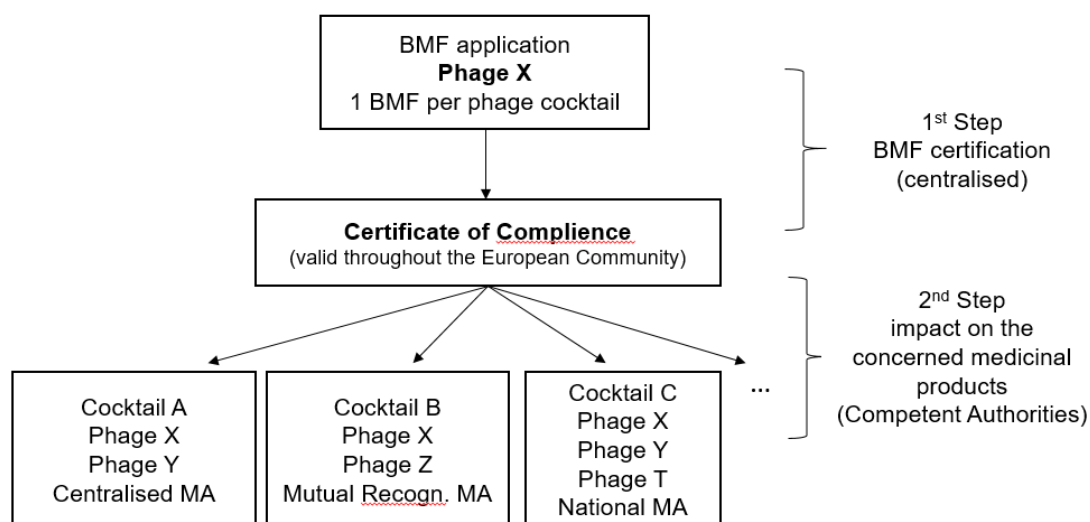 BMF application
Phage X
1 BMF per phage cocktail
1st Step
BMF certification
(centralised)
Certificate of Complience
(valid throughout the European Community)
2nd Step
impact on the
concerned medicinal
products
(Competent Authorities)
Cocktail A
Phage X
Phage Y
Centralised MA
Cocktail B
Phage X
Phage Z
Mutual Recogn. MA
Cocktail C
Phage X
Phage Y
Phage T
National MA
...